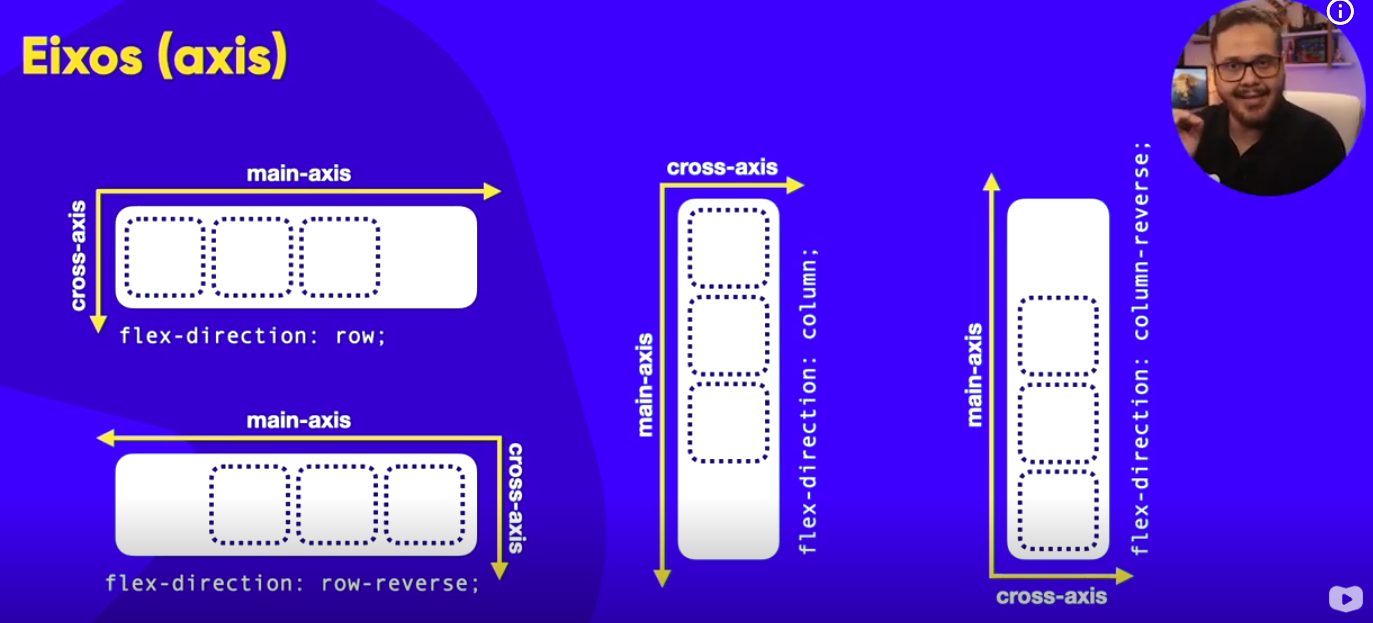 Eixos (axis)
main-axis
cross-axis
flex-direction: row;
main-axis
cross-axis
flex-direction: row-reverse;
cross-axis
main-axis
flex-direction: column;
main-axis
flex-direction: column-reverse;
cross-axis